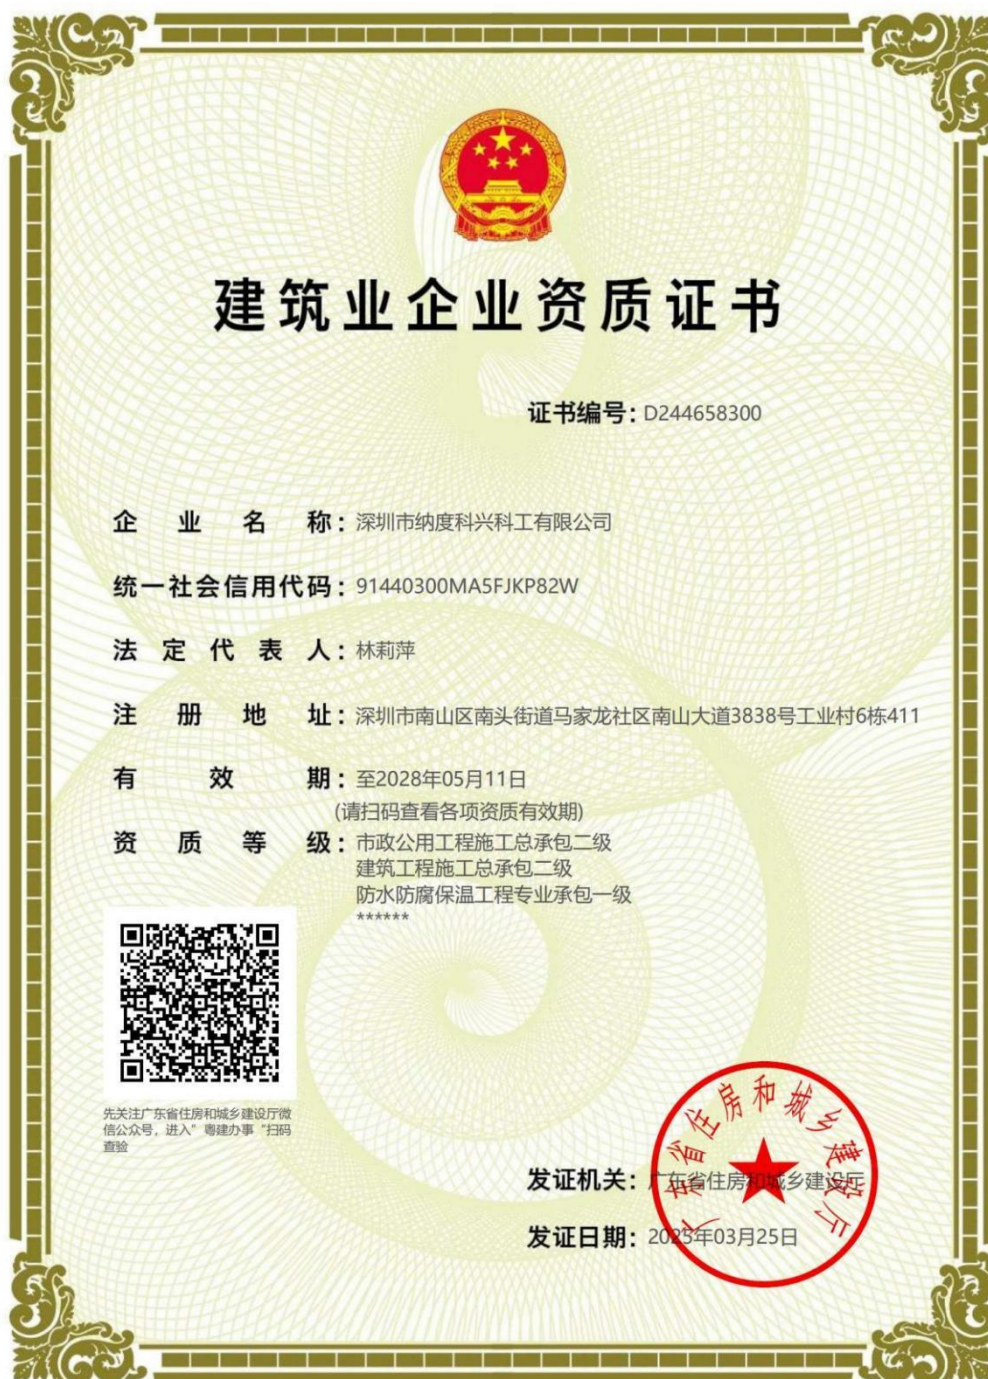 建筑业企业资质证书
证书编号：D244658300
企业名称：深圳市纳度科兴科工有限公司
统一社会信用代码：91440300MA5FJKP82W
法定代表人：林莉萍
注册地址：深圳市南山区南头街道马家龙社区南山大道3838号工业村6栋411
有效期：至2028年05月11日
(请扫码查看各项资质有效期)
资质等级：市政公用工程施工总承包二级
建筑工程施工总承包二级
防水防腐保温工程专业承包一级
******
先关注广东省住房和城乡建设厅微
信公众号，进入”粤建办事“扫码
查验
广东省住房和城乡建设厅
发证机关：广东省住房和城乡建设厅
发证日期：2025年03月25日